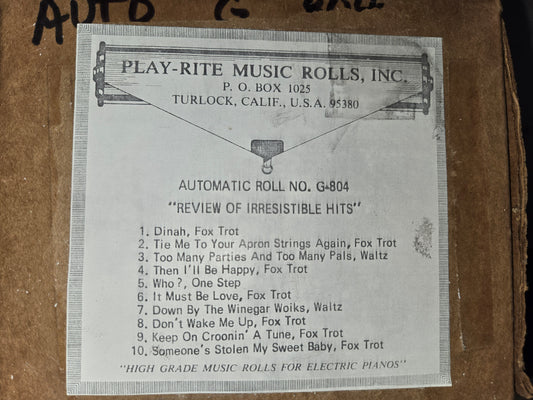 AUTO G
PLAY-RITE MUSIC ROLLS, INC.
P. O. BOX 1025
TURLOCK, CALIF., U.S.A. 95380
AUTOMATIC ROLL NO. G-804
"REVIEW OF IRRESISTIBLE HITS"
1. Dinah, Fox Trot
2. Tie Me To Your Apron Strings Again, Fox Trot
3. Too Many Parties And Too Many Pals, Waltz
4. Then I'll Be Happy, Fox Trot
5. Who?, One Step
6. It Must Be Love, Fox Trot
7. Down By The Winegar Woiks, Waltz
8. Don't Wake Me Up, Fox Trot
9. Keep On Croonin' A Tune, Fox Trot
10. Someone's Stolen My Sweet Baby, Fox Trot
"HIGH GRADE MUSIC ROLLS FOR ELECTRIC PIANOS"